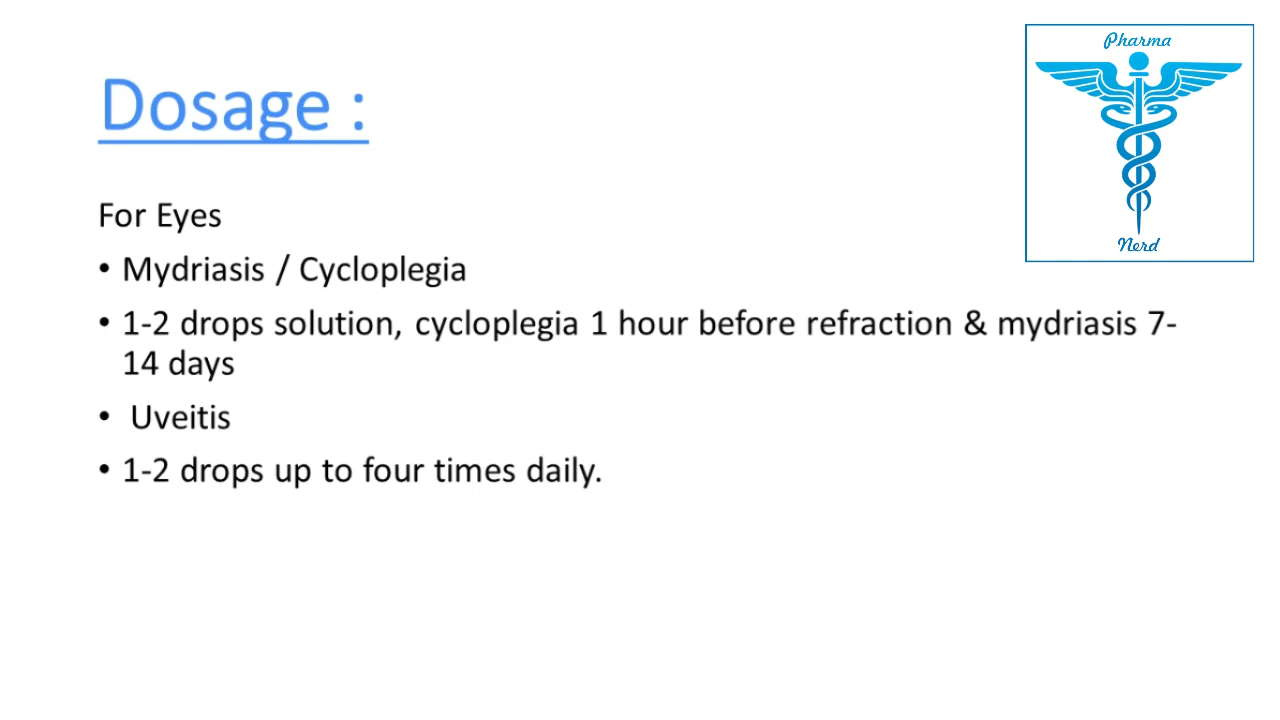 Pharma
Dosage :
Nerd
For Eyes
• Mydriasis / Cycloplegia
• 1-2 drops solution, cycloplegia 1 hour before refraction & mydriasis 7-
14 days
• Uveitis
• 1-2 drops up to four times daily.